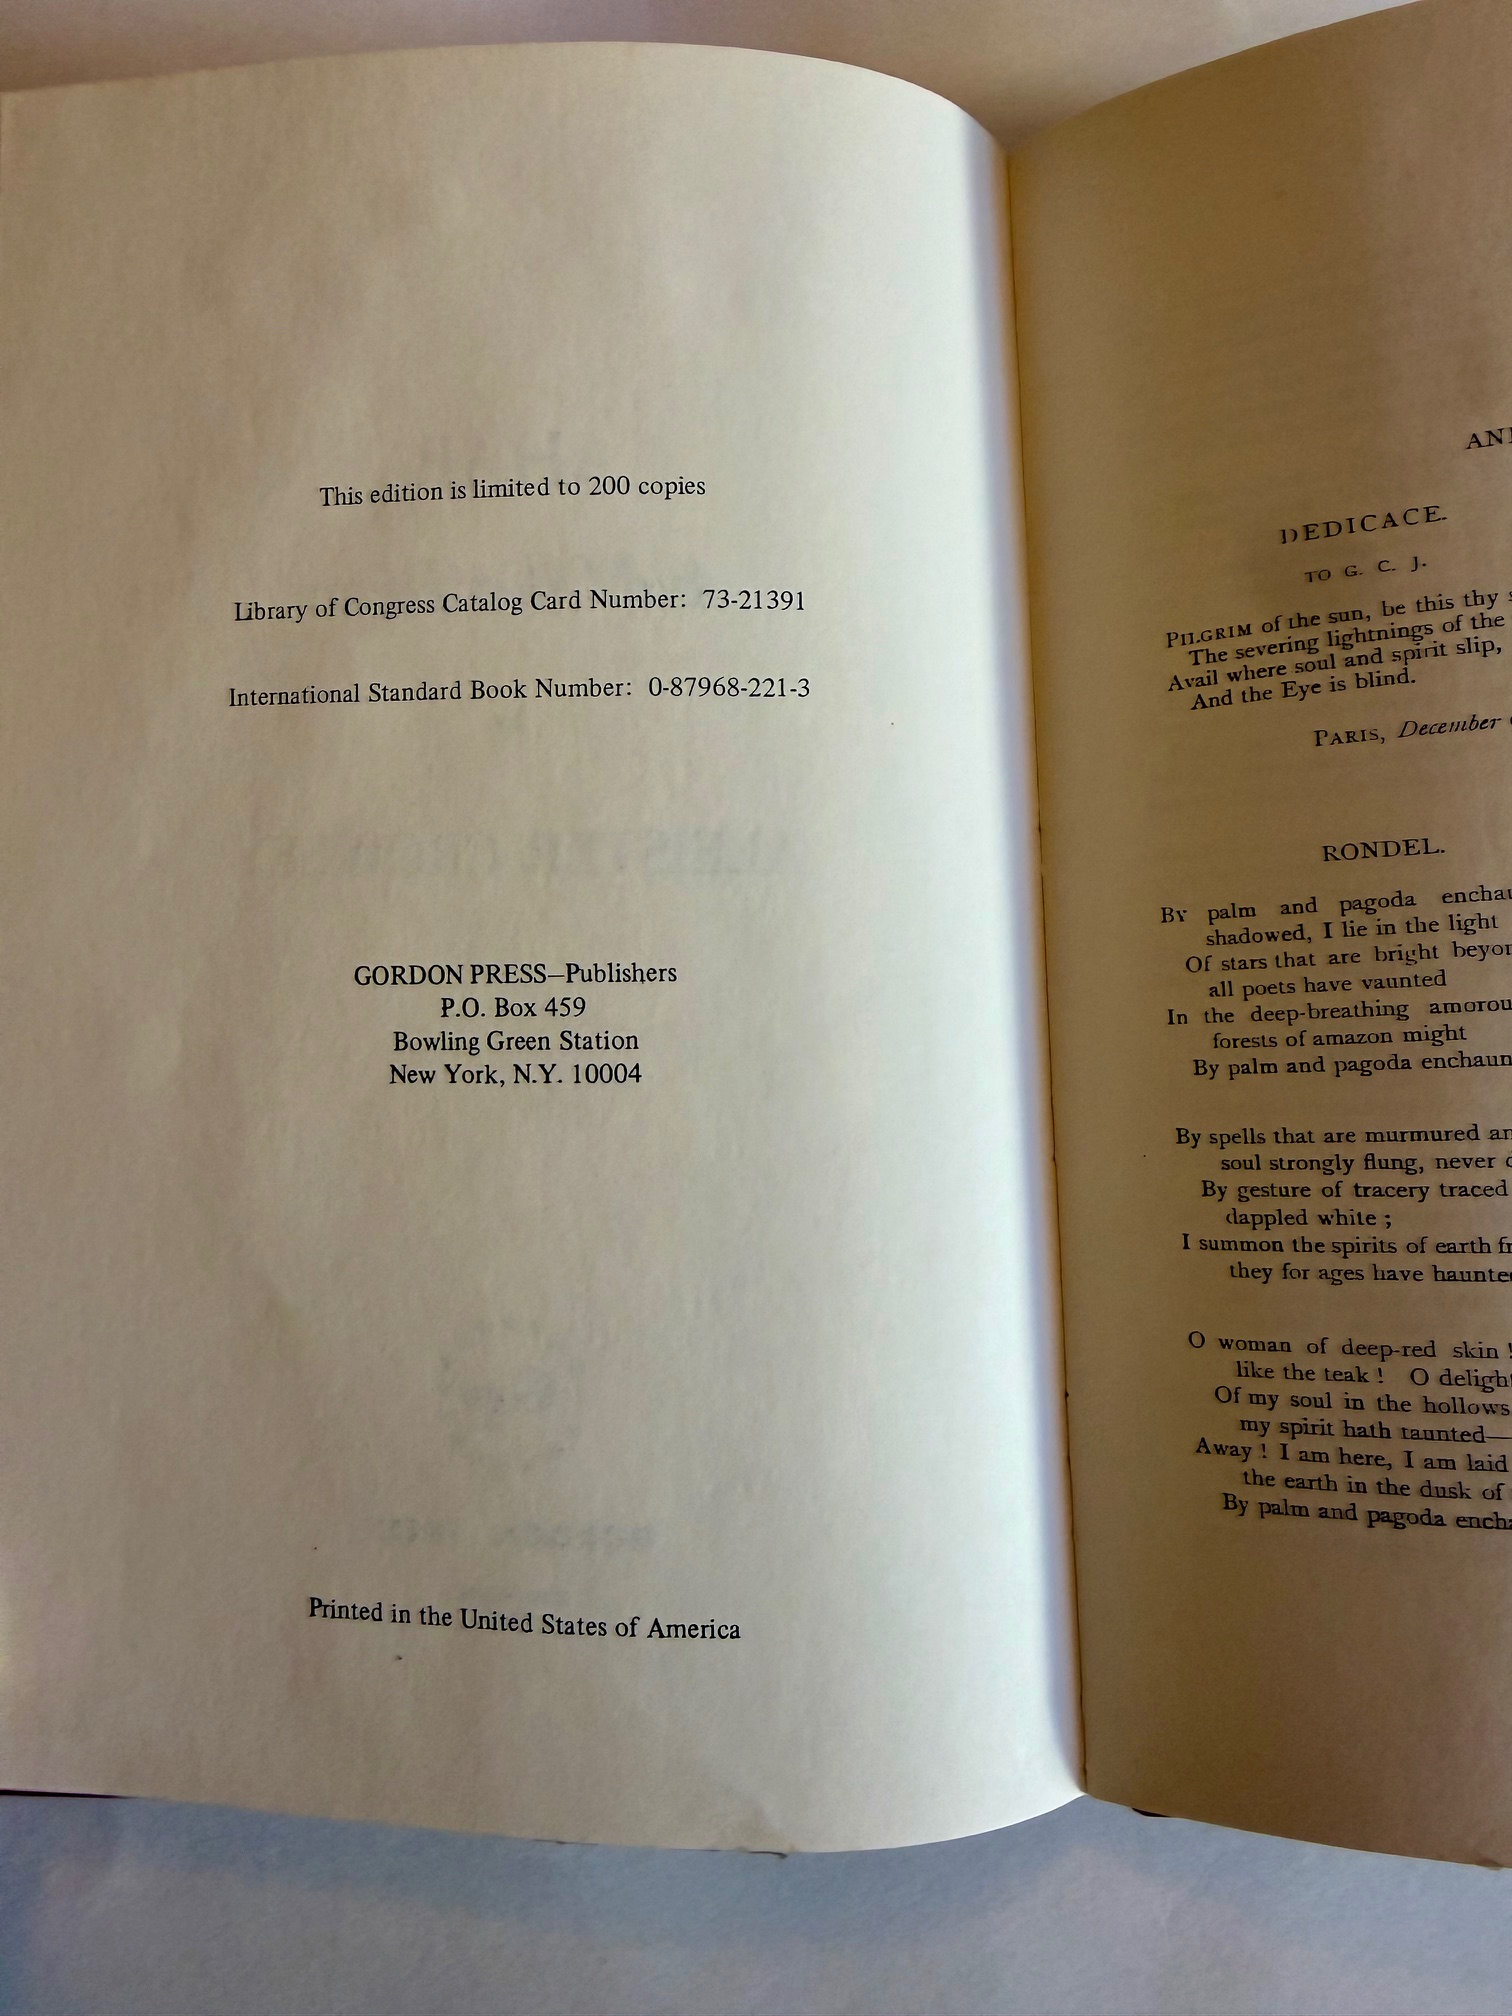 This edition is limited to 200 copies
Library of Congress Catalog Card Number: 73-21391
International Standard Book Number: 0-87968-221-3
GORDON PRESS—Publishers
P.O. Box 459
Bowling Green Station
New York, N.Y. 10004
Printed in the United States of America
DEDICACE.
TO G. C. J.
PILGRIM of the sun, be this thy
The severing lightnings of the
Avail where soul and spirit slip,
And the Eye is blind.
PARIS, December
RONDEL.
By palm and pagoda
shadowed, I lie in the light
Of stars that are bright
all poets have vaunted
In the deep-breathing
forests of amazon might
By palm and pagoda
By spells that are murmured
soul strongly flung, never
By gesture of tracery traced
dappled white ;
I summon the spirits of earth
they for ages have
O woman of deep-red skin !
like the teak ! O
Of my soul in the hollows
my spirit hath taunted—
Away ! I am here, I am laid
the earth in the dusk of
By palm and pagoda